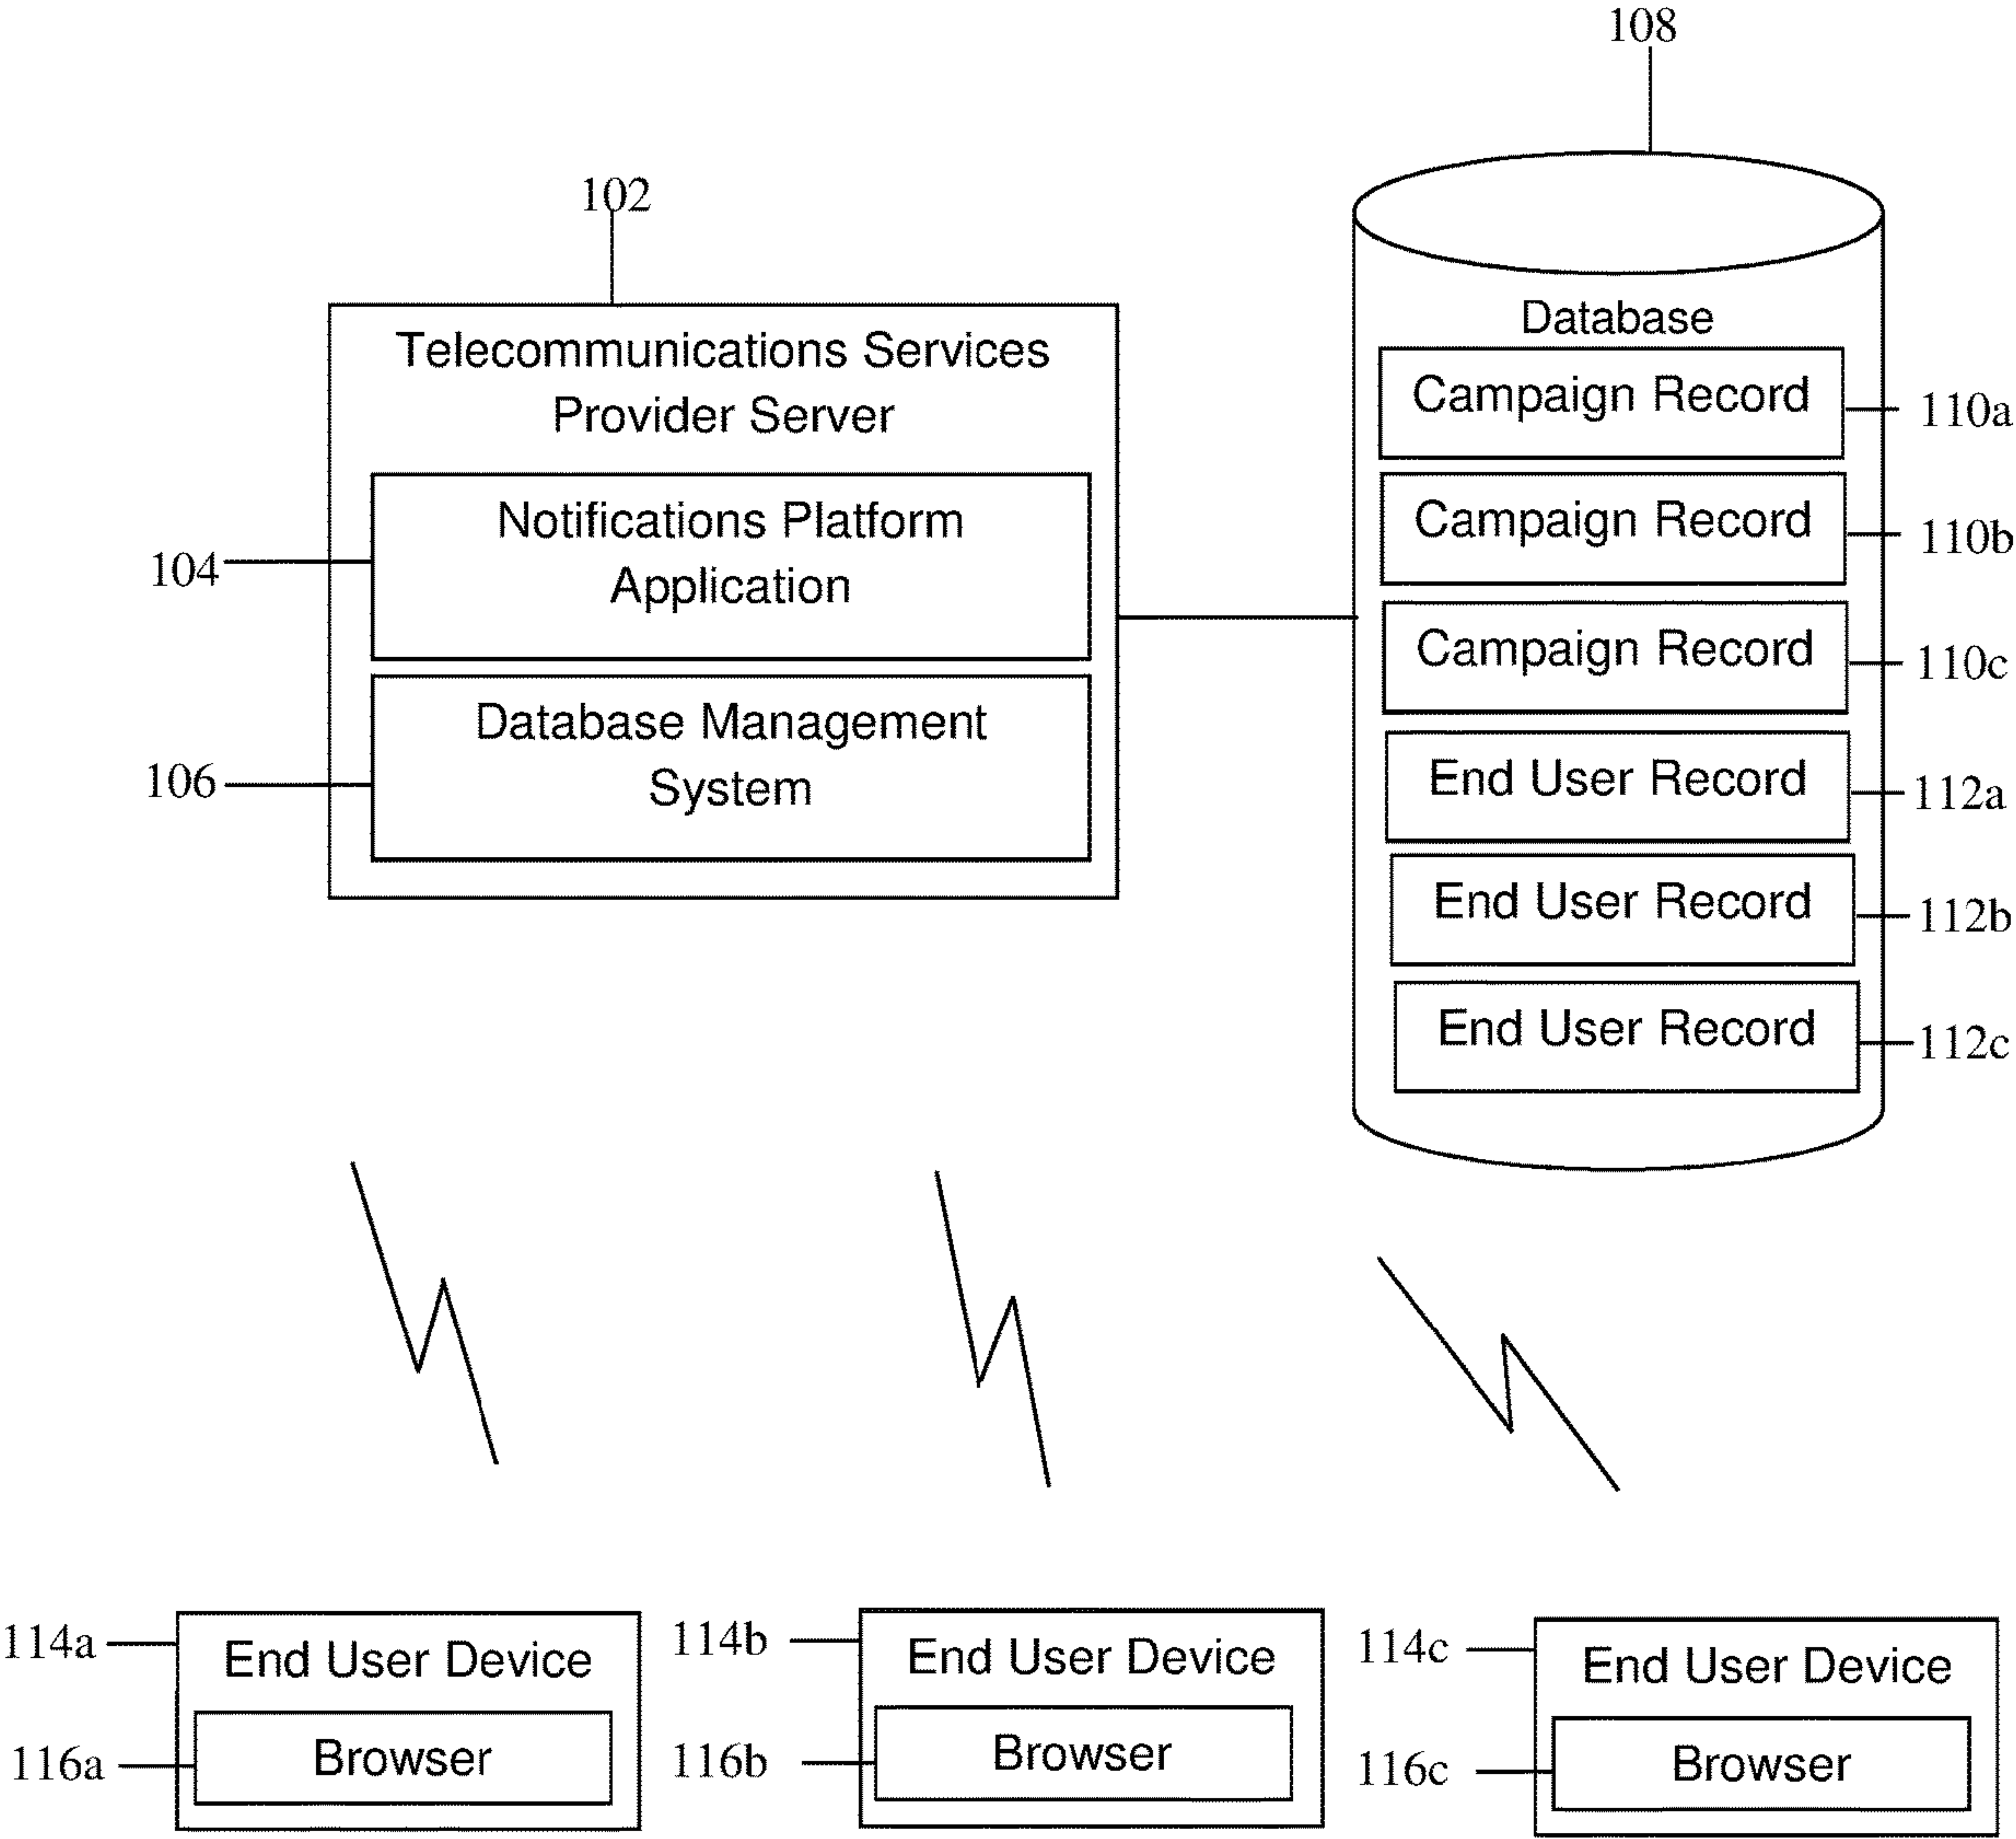 108
102
Telecommunications Services
Provider Server
Notifications Platform
Application
104
Database Management
System
106
Database
Campaign Record
110a
Campaign Record
110b
Campaign Record
110c
End User Record
112a
End User Record
112b
End User Record
112c
114a
End User Device
116a
Browser
114b
End User Device
116b
Browser
114c
End User Device
116c
Browser